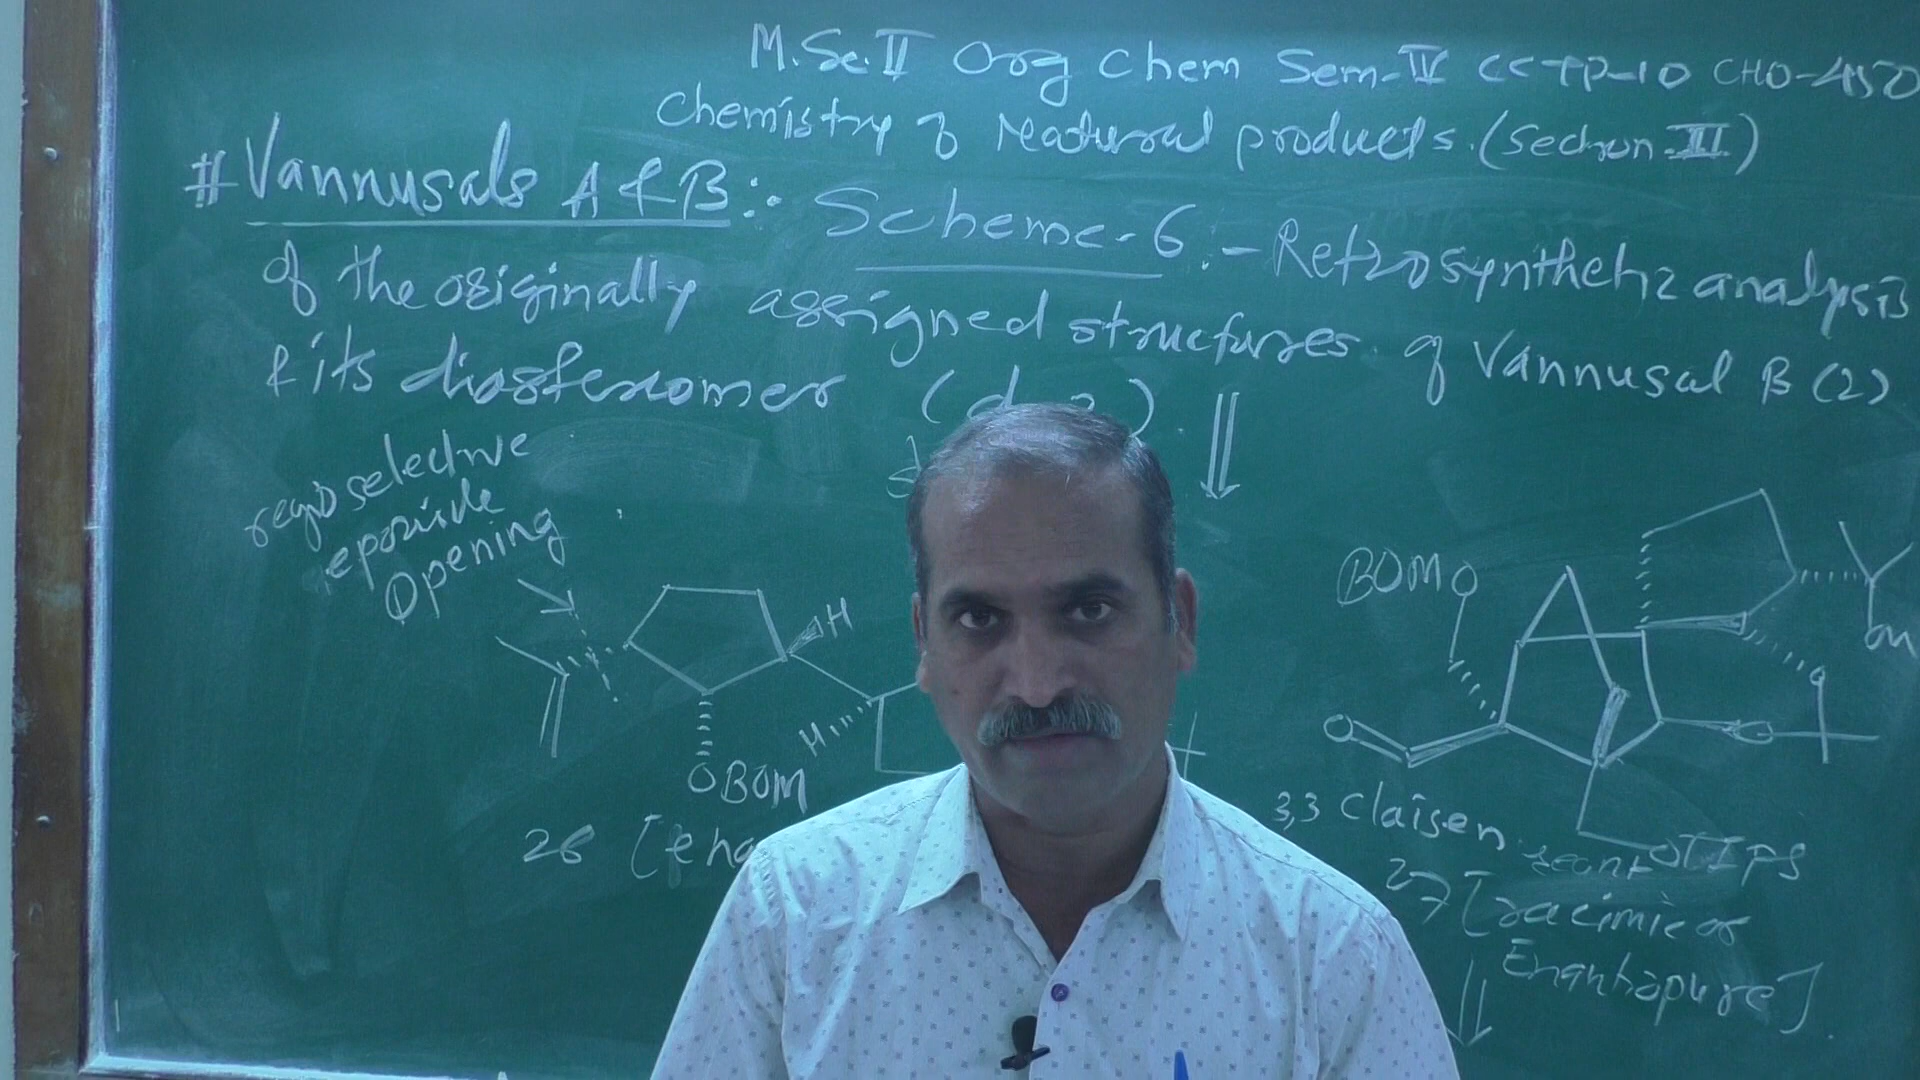 M.Sc.II Org Chem Sem-IV CCTP-10 CHO-450
Chemistry of Natural products. (Section-II)
# Vannusals A & B :- Scheme-6 :- Retrosynthetic analysis
of the originally assigned structures of Vannusal B (2)
& its diastereomer (d
regioselective
epoxide
Opening
H
H
OBOM
26 [
BOMO
O
O
O
OTIPS
3,3 Claisen
27 [racimic or
Enantiopure]